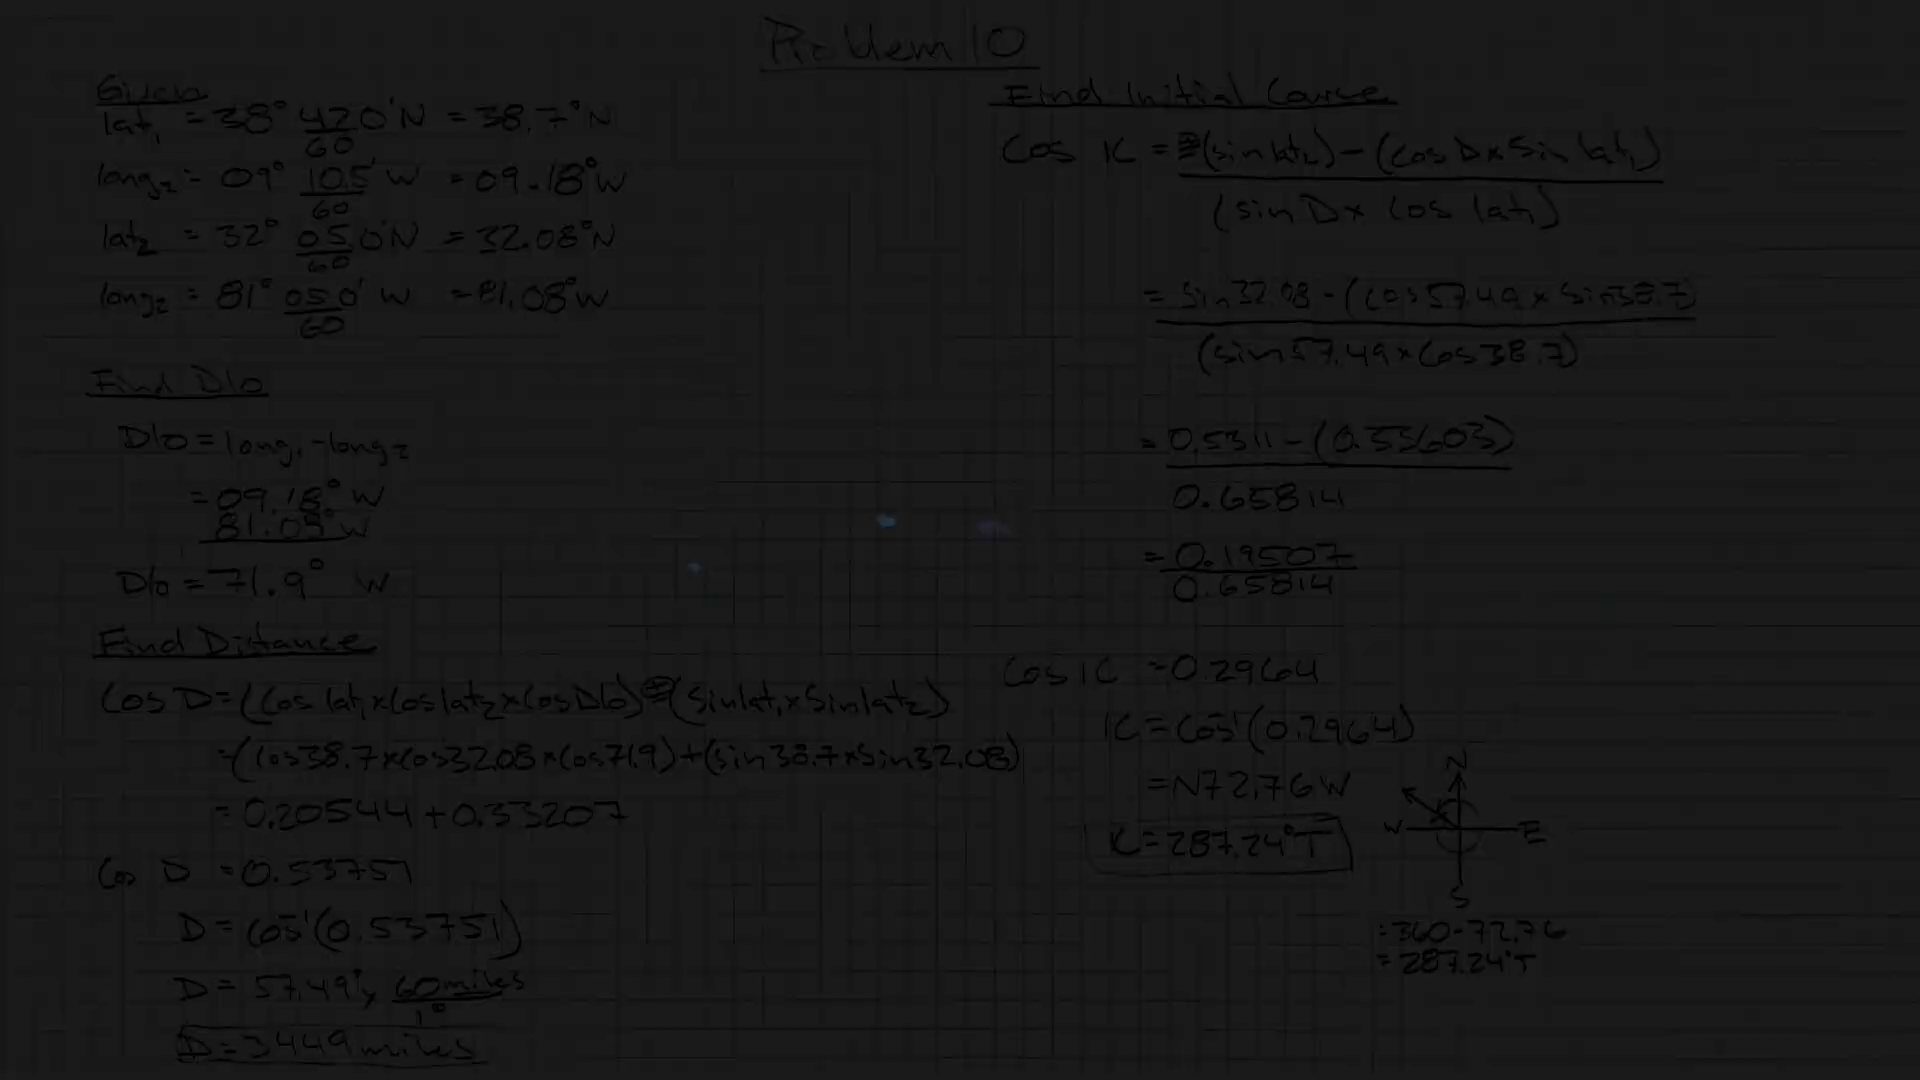 Problem 10
Given
lat₁ = 38° 42.0'/60 N = 38.7°N
long₂ = 09° 10.5'/60 W = 09.18°W
lat₂ = 32° 05.0'/60 N = 32.08°N
long₂ = 81° 05.0'/60 W = 81.08°W
Find Dlo
Dlo = long₁ - long₂
= 09.18° W
81.08° W
Dlo = 71.9° W
Find Distance
Cos D = (Cos lat₁ x Cos lat₂ x Cos Dlo) + (Sin lat₁ x Sin lat₂)
= (Cos 38.7 x Cos 32.08 x Cos 71.9) + (Sin 38.7 x Sin 32.08)
= 0.20544 + 0.33207
Cos D = 0.53751
D = Cos⁻¹(0.53751)
D = 57.49° x 60 miles/1°
D = 3449 miles
Find Initial Course
Cos IC = (Sin lat₂) - (Cos D x Sin lat₁)
(Sin D x Cos lat₁)
= Sin 32.08 - (Cos 57.49 x Sin 38.7)
(Sin 57.49 x Cos 38.7)
= 0.5311 - (0.33603)
0.65814
= 0.19507
0.65814
Cos IC = 0.2964
IC = Cos⁻¹(0.2964)
= N72.76W
IC = 287.24°T
N
W E
S
= 360 - 72.76
= 287.24°T